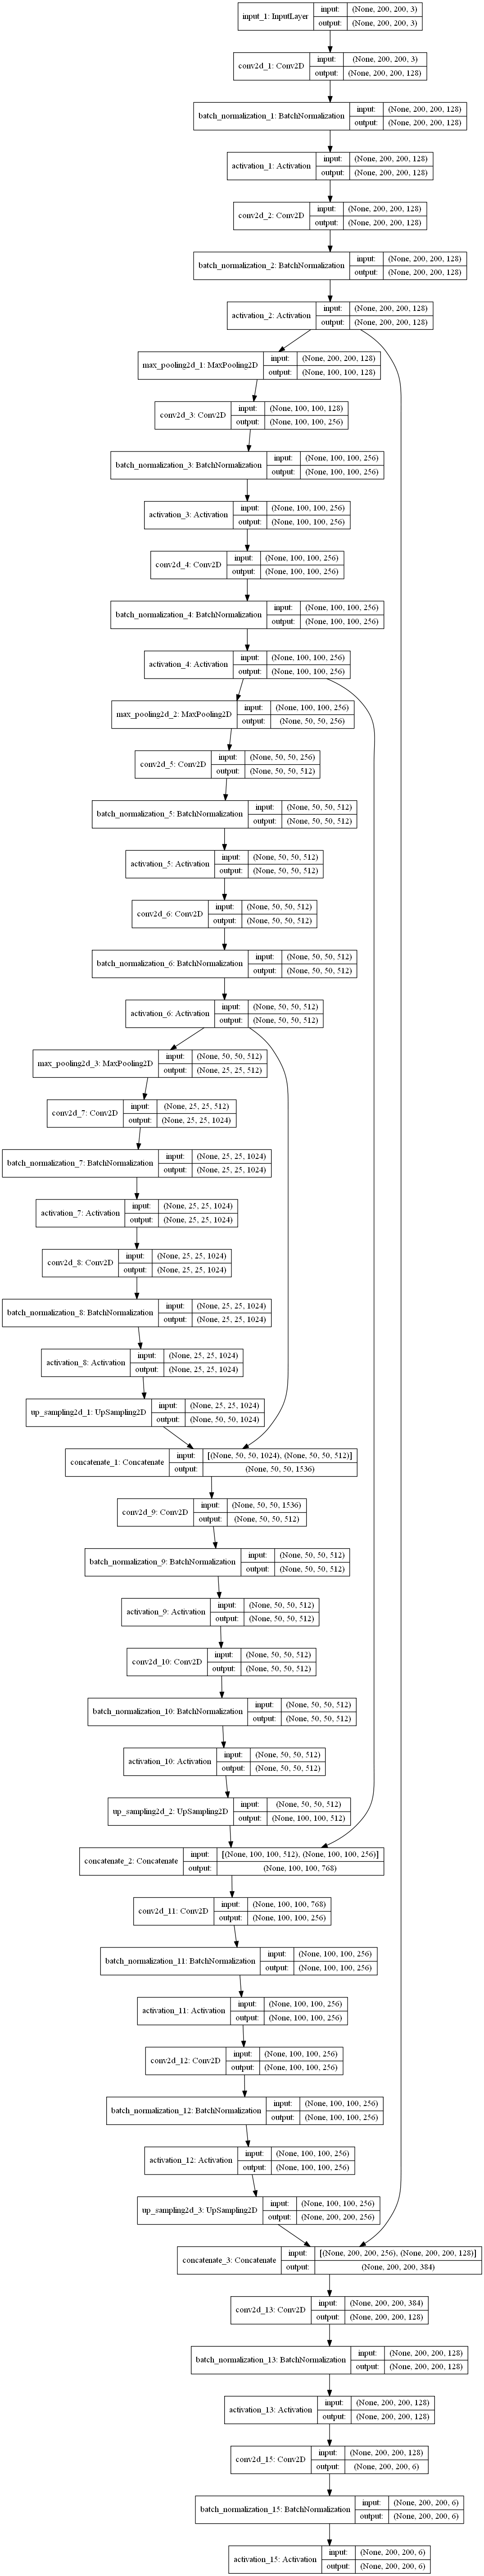 input_1: InputLayer input: (None, 200, 200, 3)
output: (None, 200, 200, 3)
conv2d_1: Conv2D input: (None, 200, 200, 3)
output: (None, 200, 200, 128)
batch_normalization_1: BatchNormalization input: (None, 200, 200, 128)
output: (None, 200, 200, 128)
activation_1: Activation input: (None, 200, 200, 128)
output: (None, 200, 200, 128)
conv2d_2: Conv2D input: (None, 200, 200, 128)
output: (None, 200, 200, 128)
batch_normalization_2: BatchNormalization input: (None, 200, 200, 128)
output: (None, 200, 200, 128)
activation_2: Activation input: (None, 200, 200, 128)
output: (None, 200, 200, 128)
max_pooling2d_1: MaxPooling2D input: (None, 200, 200, 128)
output: (None, 100, 100, 128)
conv2d_3: Conv2D input: (None, 100, 100, 128)
output: (None, 100, 100, 256)
batch_normalization_3: BatchNormalization input: (None, 100, 100, 256)
output: (None, 100, 100, 256)
activation_3: Activation input: (None, 100, 100, 256)
output: (None, 100, 100, 256)
conv2d_4: Conv2D input: (None, 100, 100, 256)
output: (None, 100, 100, 256)
batch_normalization_4: BatchNormalization input: (None, 100, 100, 256)
output: (None, 100, 100, 256)
activation_4: Activation input: (None, 100, 100, 256)
output: (None, 100, 100, 256)
max_pooling2d_2: MaxPooling2D input: (None, 100, 100, 256)
output: (None, 50, 50, 256)
conv2d_5: Conv2D input: (None, 50, 50, 256)
output: (None, 50, 50, 512)
batch_normalization_5: BatchNormalization input: (None, 50, 50, 512)
output: (None, 50, 50, 512)
activation_5: Activation input: (None, 50, 50, 512)
output: (None, 50, 50, 512)
conv2d_6: Conv2D input: (None, 50, 50, 512)
output: (None, 50, 50, 512)
batch_normalization_6: BatchNormalization input: (None, 50, 50, 512)
output: (None, 50, 50, 512)
activation_6: Activation input: (None, 50, 50, 512)
output: (None, 50, 50, 512)
max_pooling2d_3: MaxPooling2D input: (None, 50, 50, 512)
output: (None, 25, 25, 512)
conv2d_7: Conv2D input: (None, 25, 25, 512)
output: (None, 25, 25, 1024)
batch_normalization_7: BatchNormalization input: (None, 25, 25, 1024)
output: (None, 25, 25, 1024)
activation_7: Activation input: (None, 25, 25, 1024)
output: (None, 25, 25, 1024)
conv2d_8: Conv2D input: (None, 25, 25, 1024)
output: (None, 25, 25, 1024)
batch_normalization_8: BatchNormalization input: (None, 25, 25, 1024)
output: (None, 25, 25, 1024)
activation_8: Activation input: (None, 25, 25, 1024)
output: (None, 25, 25, 1024)
up_sampling2d_1: UpSampling2D input: (None, 25, 25, 1024)
output: (None, 50, 50, 1024)
concatenate_1: Concatenate input: [(None, 50, 50, 1024), (None, 50, 50, 512)]
output: (None, 50, 50, 1536)
conv2d_9: Conv2D input: (None, 50, 50, 1536)
output: (None, 50, 50, 512)
batch_normalization_9: BatchNormalization input: (None, 50, 50, 512)
output: (None, 50, 50, 512)
activation_9: Activation input: (None, 50, 50, 512)
output: (None, 50, 50, 512)
conv2d_10: Conv2D input: (None, 50, 50, 512)
output: (None, 50, 50, 512)
batch_normalization_10: BatchNormalization input: (None, 50, 50, 512)
output: (None, 50, 50, 512)
activation_10: Activation input: (None, 50, 50, 512)
output: (None, 50, 50, 512)
up_sampling2d_2: UpSampling2D input: (None, 50, 50, 512)
output: (None, 100, 100, 512)
concatenate_2: Concatenate input: [(None, 100, 100, 512), (None, 100, 100, 256)]
output: (None, 100, 100, 768)
conv2d_11: Conv2D input: (None, 100, 100, 768)
output: (None, 100, 100, 256)
batch_normalization_11: BatchNormalization input: (None, 100, 100, 256)
output: (None, 100, 100, 256)
activation_11: Activation input: (None, 100, 100, 256)
output: (None, 100, 100, 256)
conv2d_12: Conv2D input: (None, 100, 100, 256)
output: (None, 100, 100, 256)
batch_normalization_12: BatchNormalization input: (None, 100, 100, 256)
output: (None, 100, 100, 256)
activation_12: Activation input: (None, 100, 100, 256)
output: (None, 100, 100, 256)
up_sampling2d_3: UpSampling2D input: (None, 100, 100, 256)
output: (None, 200, 200, 256)
concatenate_3: Concatenate input: [(None, 200, 200, 256), (None, 200, 200, 128)]
output: (None, 200, 200, 384)
conv2d_13: Conv2D input: (None, 200, 200, 384)
output: (None, 200, 200, 128)
batch_normalization_13: BatchNormalization input: (None, 200, 200, 128)
output: (None, 200, 200, 128)
activation_13: Activation input: (None, 200, 200, 128)
output: (None, 200, 200, 128)
conv2d_15: Conv2D input: (None, 200, 200, 128)
output: (None, 200, 200, 6)
batch_normalization_15: BatchNormalization input: (None, 200, 200, 6)
output: (None, 200, 200, 6)
activation_15: Activation input: (None, 200, 200, 6)
output: (None, 200, 200, 6)